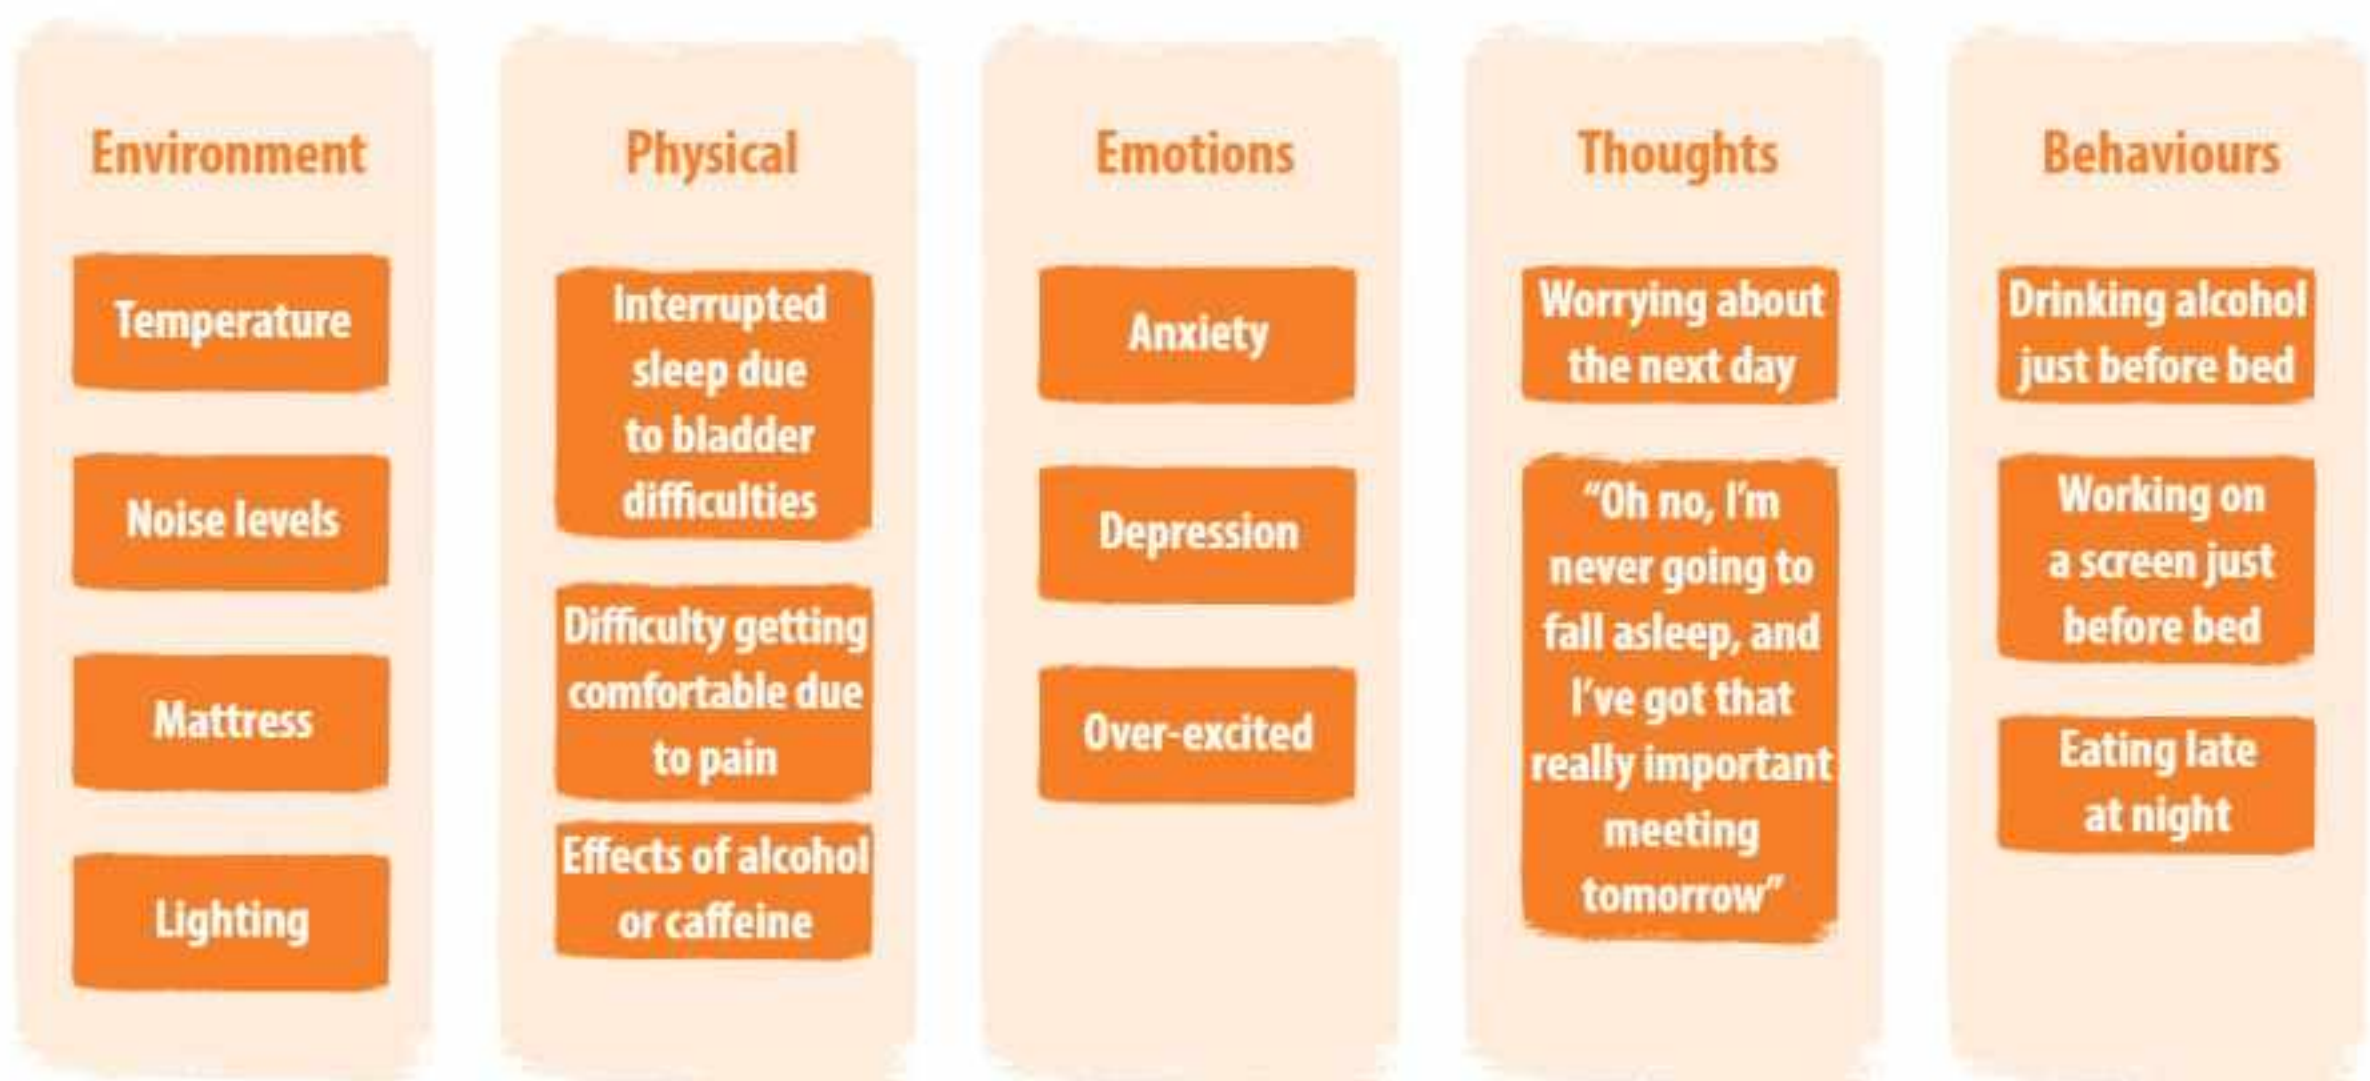 Environment
Temperature
Noise levels
Mattress
Lighting
Physical
Interrupted
sleep due
to bladder
difficulties
Difficulty getting
comfortable due
to pain
Effects of alcohol
or caffeine
Emotions
Anxiety
Depression
Over-excited
Thoughts
Worrying about
the next day
“Oh no, I’m
never going to
fall asleep, and
I’ve got that
really important
meeting
tomorrow”
Behaviours
Drinking alcohol
just before bed
Working on
a screen just
before bed
Eating late
at night